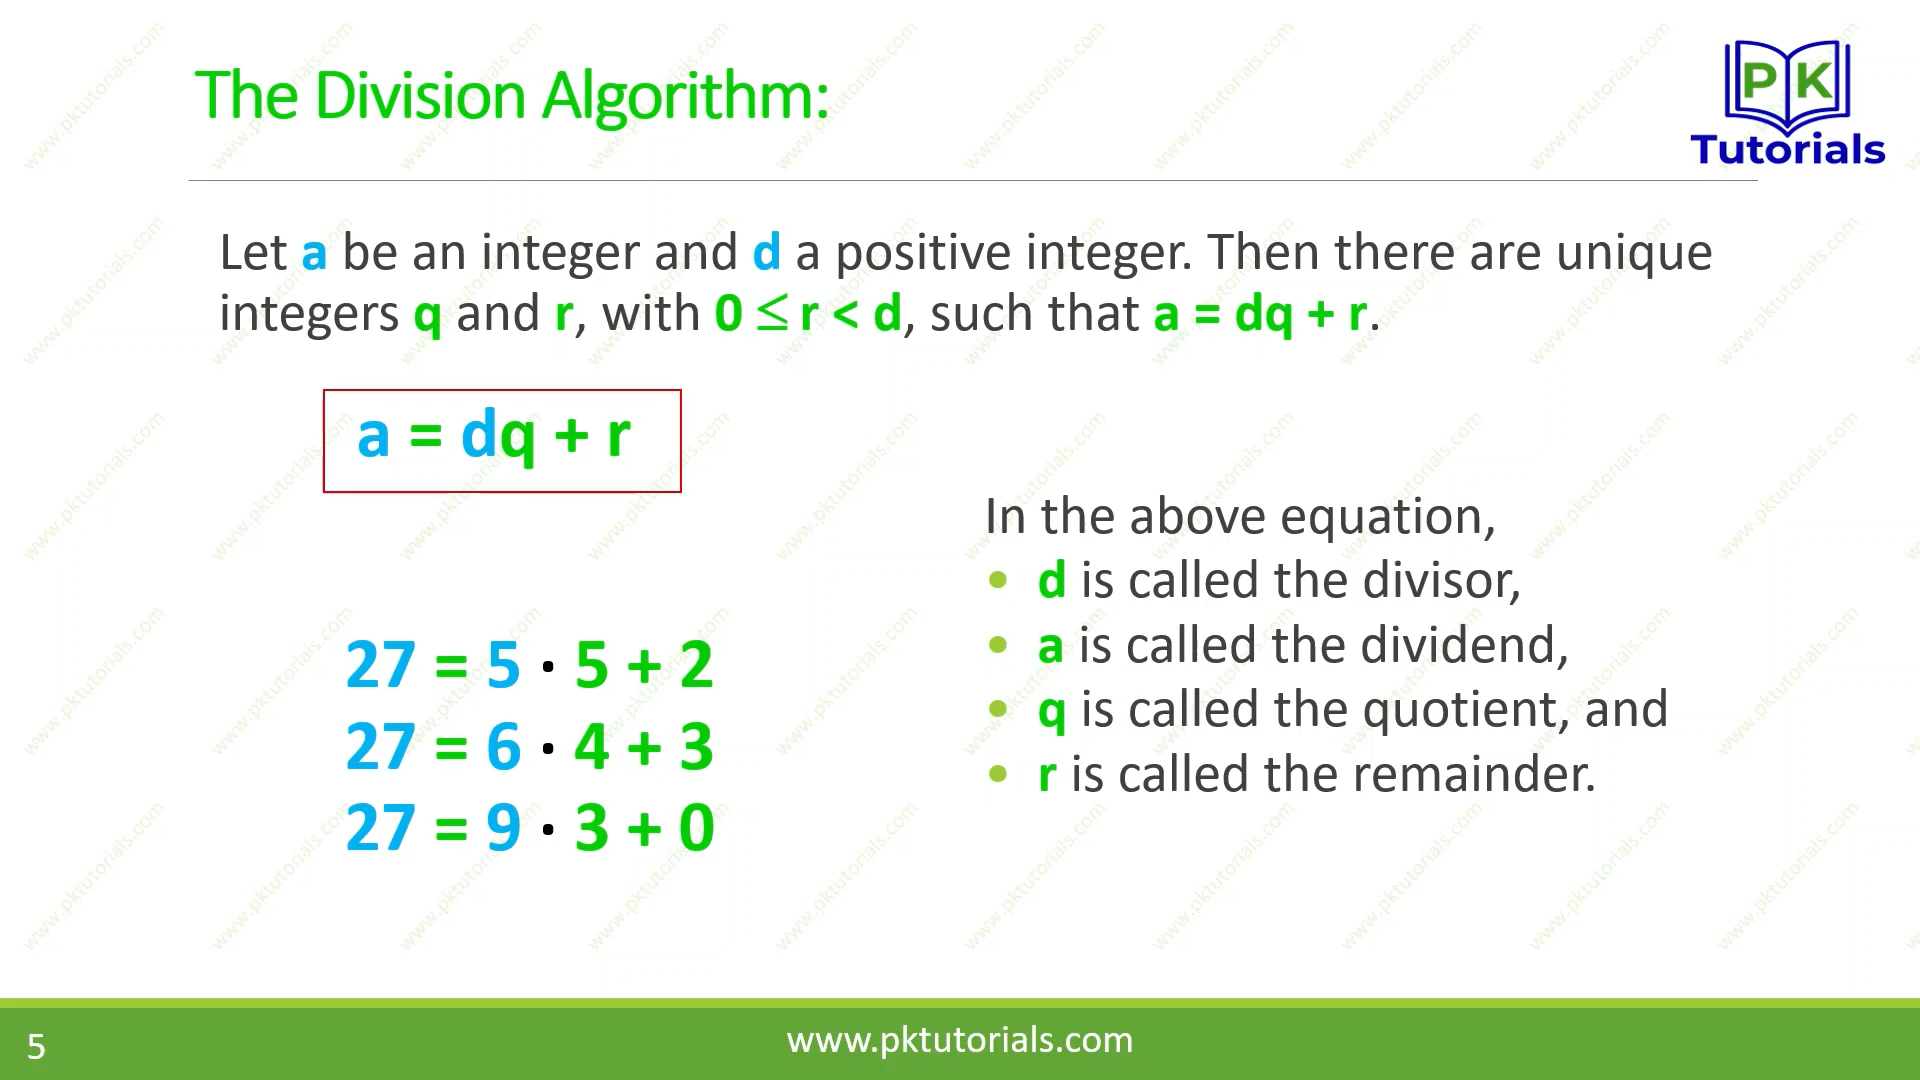 The Division Algorithm:
PK
Tutorials
Let a be an integer and d a positive integer. Then there are unique
integers q and r, with 0 ≤ r < d, such that a = dq + r.
a = dq + r
27 = 5 · 5 + 2
27 = 6 · 4 + 3
27 = 9 · 3 + 0
In the above equation,
• d is called the divisor,
• a is called the dividend,
• q is called the quotient, and
• r is called the remainder.
5
www.pktutorials.com
www.pktutorials.com